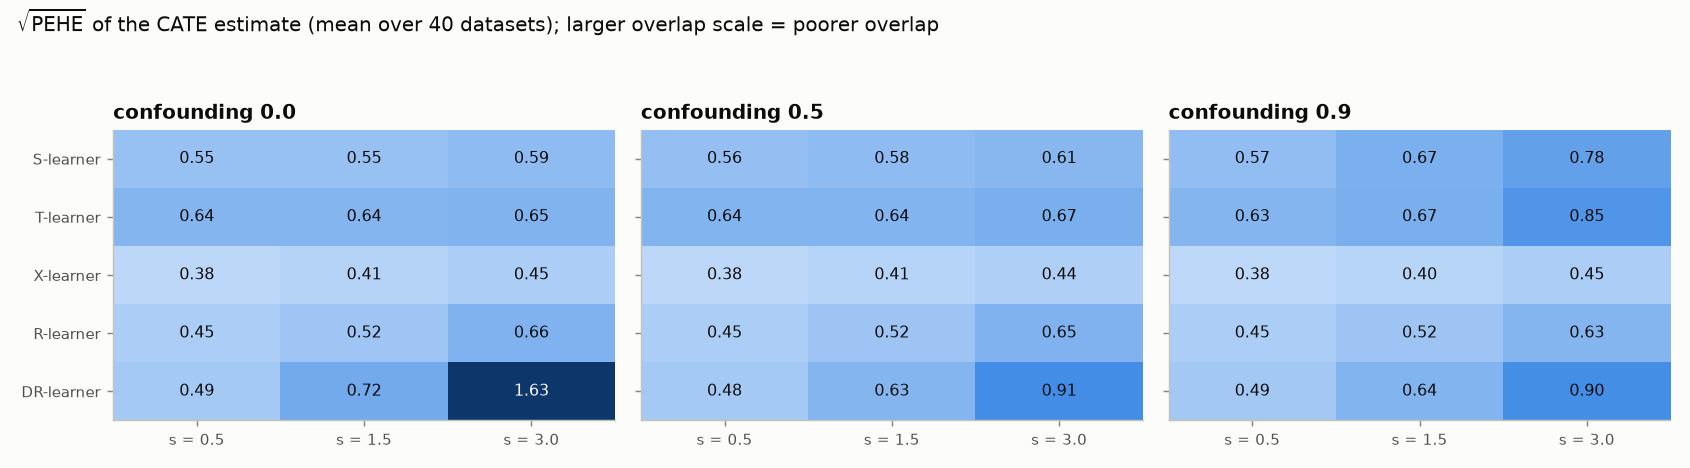 √PEHE of the CATE estimate (mean over 40 datasets); larger overlap scale = poorer overlap
confounding 0.0 confounding 0.5 confounding 0.9
S-learner 0.55 0.55 0.59 0.56 0.58 0.61 0.57 0.67 0.78
T-learner 0.64 0.64 0.65 0.64 0.64 0.67 0.63 0.67 0.85
X-learner 0.38 0.41 0.45 0.38 0.41 0.44 0.38 0.40 0.45
R-learner 0.45 0.52 0.66 0.45 0.52 0.65 0.45 0.52 0.63
DR-learner 0.49 0.72 1.63 0.48 0.63 0.91 0.49 0.64 0.90
s = 0.5 s = 1.5 s = 3.0 s = 0.5 s = 1.5 s = 3.0 s = 0.5 s = 1.5 s = 3.0